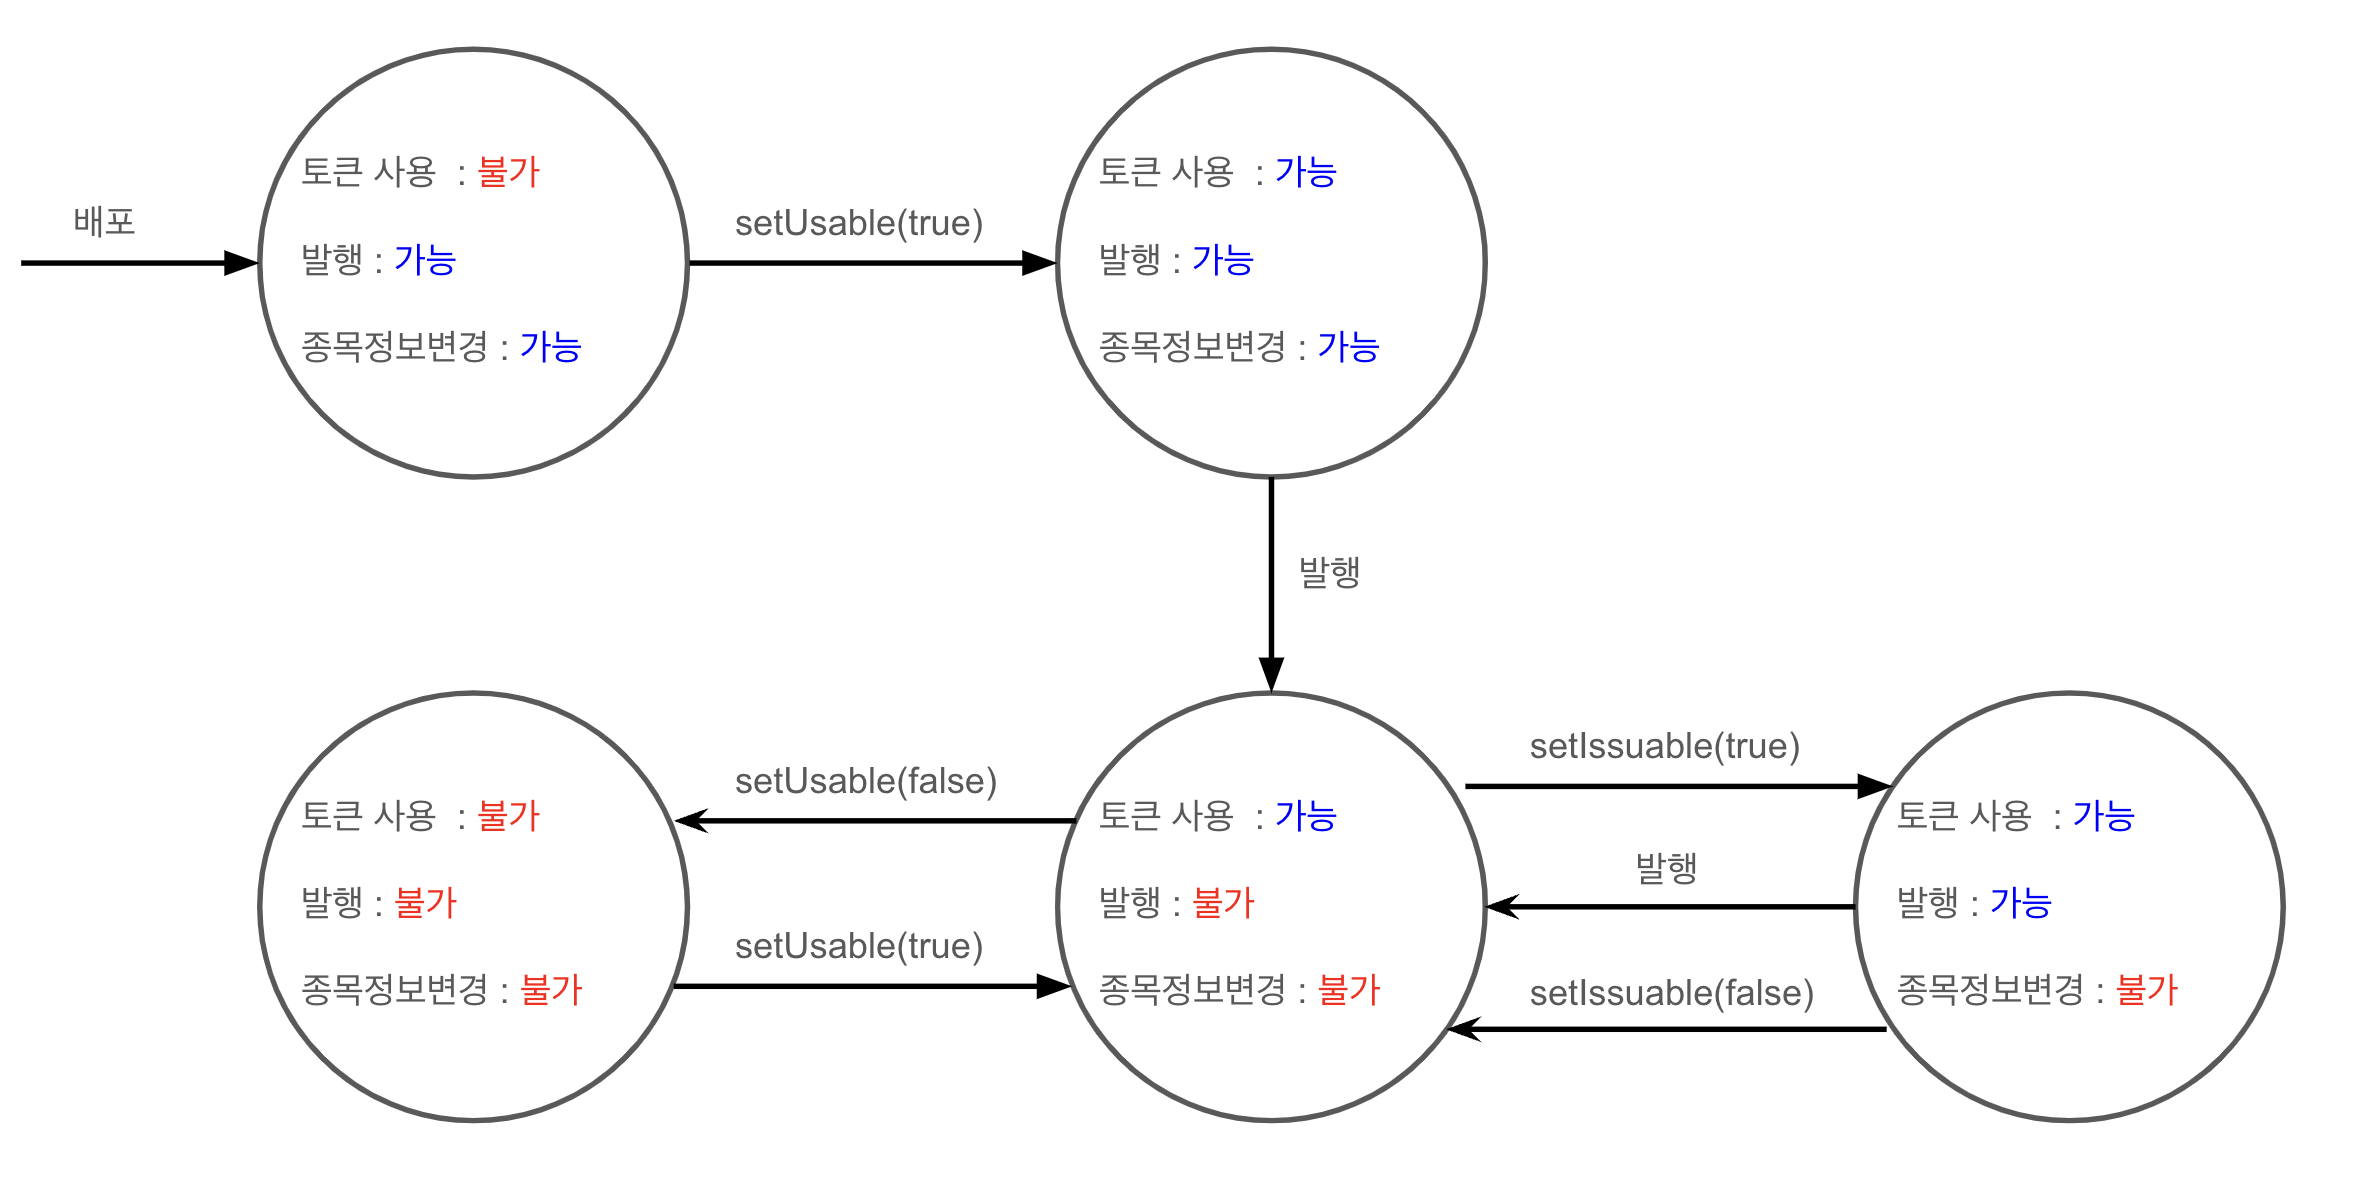 배포
토큰 사용 : 불가
발행 : 가능
종목정보변경 : 가능
setUsable(true)
토큰 사용 : 가능
발행 : 가능
종목정보변경 : 가능
발행
토큰 사용 : 불가
발행 : 불가
종목정보변경 : 불가
setUsable(false)
setUsable(true)
토큰 사용 : 가능
발행 : 불가
종목정보변경 : 불가
setIssuable(true)
발행
setIssuable(false)
토큰 사용 : 가능
발행 : 가능
종목정보변경 : 불가